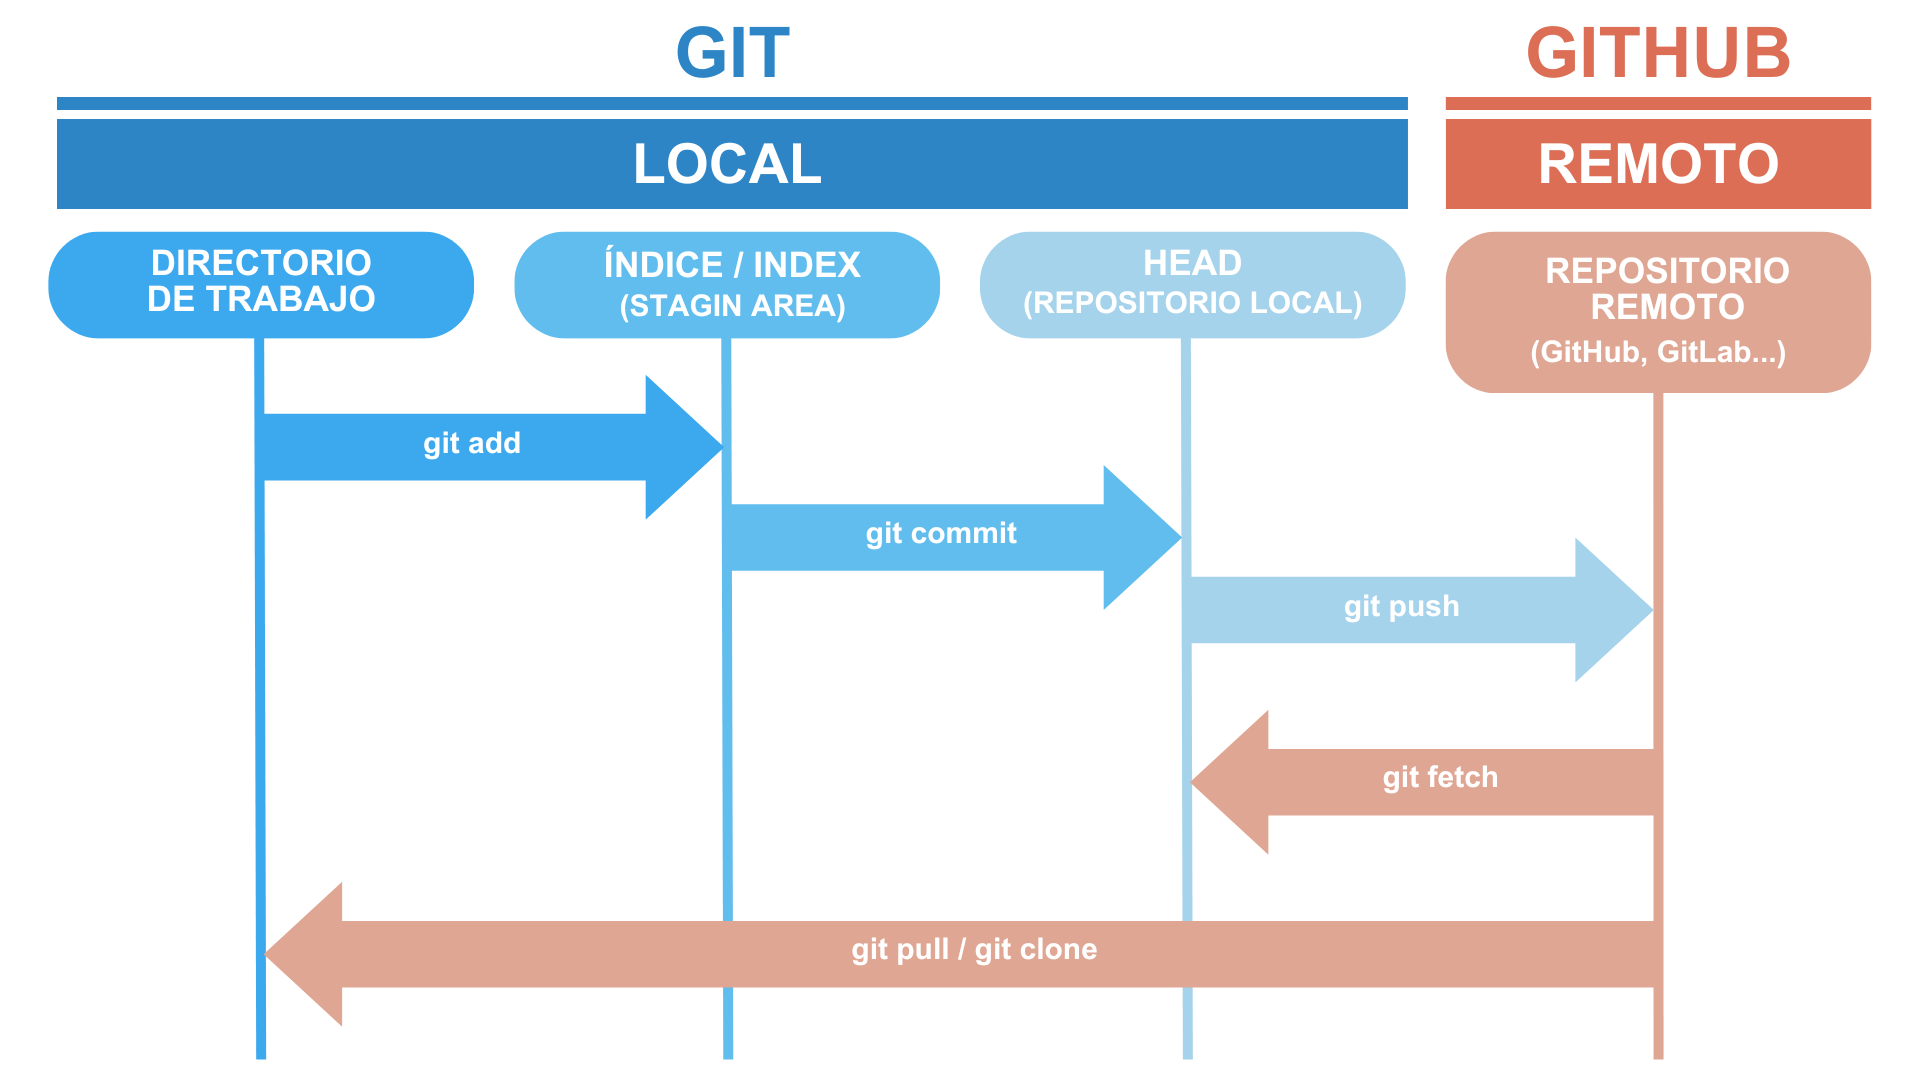 GIT
GITHUB
LOCAL
REMOTO
DIRECTORIO
DE TRABAJO
ÍNDICE / INDEX
(STAGIN AREA)
HEAD
(REPOSITORIO LOCAL)
REPOSITORIO
REMOTO
(GitHub, GitLab...)
git add
git commit
git push
git fetch
git pull / git clone